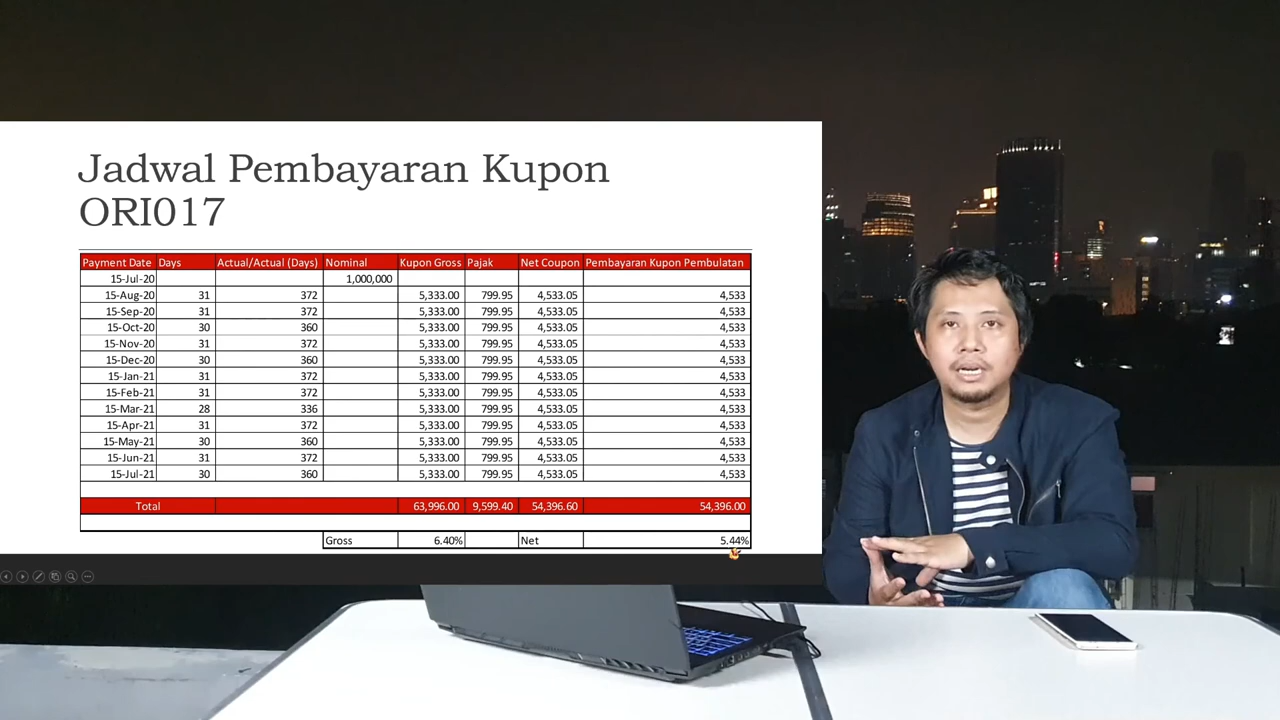 Jadwal Pembayaran Kupon
ORI017
Payment Date Days Actual/Actual (Days) Nominal Kupon Gross Pajak Net Coupon Pembayaran Kupon Pembulatan
15-Jul-20 1,000,000
15-Aug-20 31 372 5,333.00 799.95 4,533.05 4,533
15-Sep-20 31 372 5,333.00 799.95 4,533.05 4,533
15-Oct-20 30 360 5,333.00 799.95 4,533.05 4,533
15-Nov-20 31 372 5,333.00 799.95 4,533.05 4,533
15-Dec-20 30 360 5,333.00 799.95 4,533.05 4,533
15-Jan-21 31 372 5,333.00 799.95 4,533.05 4,533
15-Feb-21 31 372 5,333.00 799.95 4,533.05 4,533
15-Mar-21 28 336 5,333.00 799.95 4,533.05 4,533
15-Apr-21 31 372 5,333.00 799.95 4,533.05 4,533
15-May-21 30 360 5,333.00 799.95 4,533.05 4,533
15-Jun-21 31 372 5,333.00 799.95 4,533.05 4,533
15-Jul-21 30 360 5,333.00 799.95 4,533.05 4,533
Total 63,996.00 9,599.40 54,396.60 54,396.00
Gross 6.40% Net 5.44%